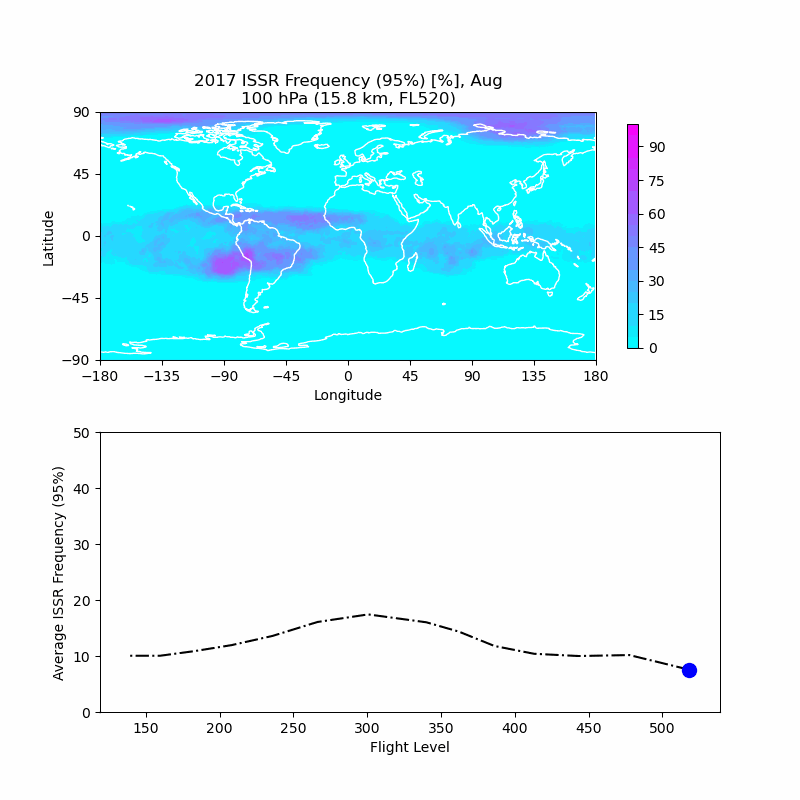 2017 ISSR Frequency (95%) [%], Aug
100 hPa (15.8 km, FL520)
90
45
0
−45
−90
Latitude
−180 −135 −90 −45 0 45 90 135 180
Longitude
90
75
60
45
30
15
0
50
40
30
20
10
0
Average ISSR Frequency (95%)
150 200 250 300 350 400 450 500
Flight Level